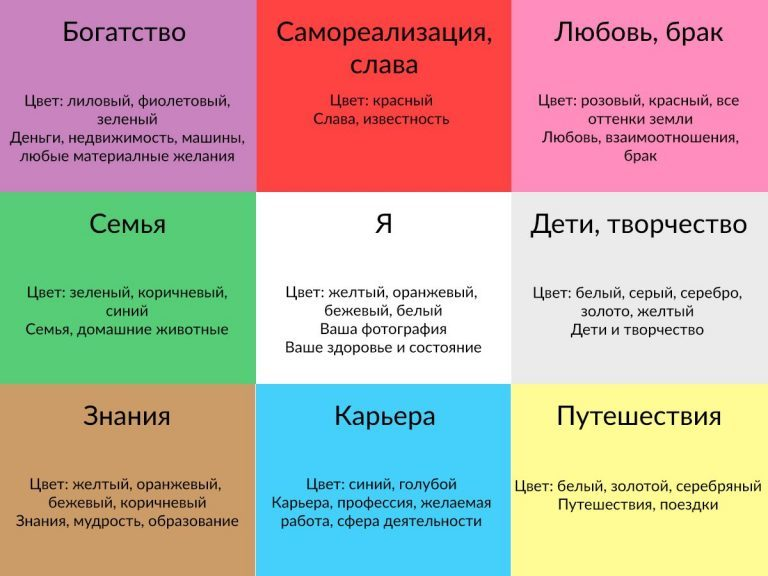 Богатство
Цвет: лиловый, фиолетовый,
зеленый
Деньги, недвижимость, машины,
любые материалные желания
Самореализация,
слава
Цвет: красный
Слава, известность
Любовь, брак
Цвет: розовый, красный, все
оттенки земли
Любовь, взаимоотношения,
брак
Семья
Цвет: зеленый, коричневый,
синий
Семья, домашние животные
Я
Цвет: желтый, оранжевый,
бежевый, белый
Ваша фотография
Ваше здоровье и состояние
Дети, творчество
Цвет: белый, серый, серебро,
золото, желтый
Дети и творчество
Знания
Цвет: желтый, оранжевый,
бежевый, коричневый
Знания, мудрость, образование
Карьера
Цвет: синий, голубой
Карьера, профессия, желаемая
работа, сфера деятельности
Путешествия
Цвет: белый, золотой, серебряный
Путешествия, поездки